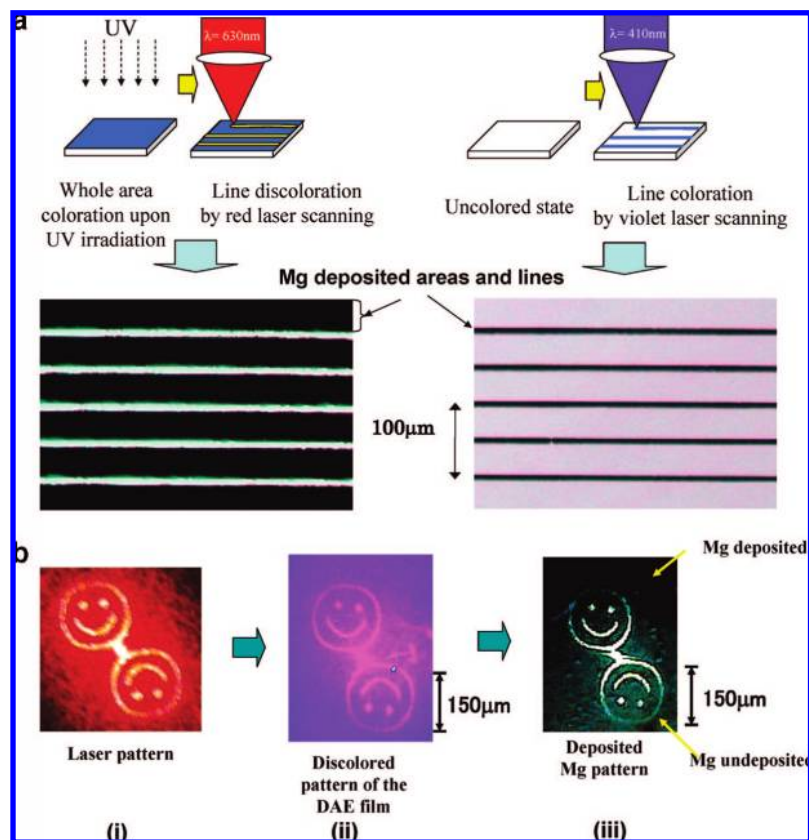 a
UV
λ= 630nm
λ= 410nm
Whole area
coloration upon
UV irradiation
Line discoloration
by red laser scanning
Uncolored state
Line coloration
by violet laser scanning
Mg deposited areas and lines
100μm
b
Mg deposited
150μm
150μm
Laser pattern
Discolored
pattern of the
DAE film
Deposited
Mg pattern
Mg undeposited
(i)
(ii)
(iii)